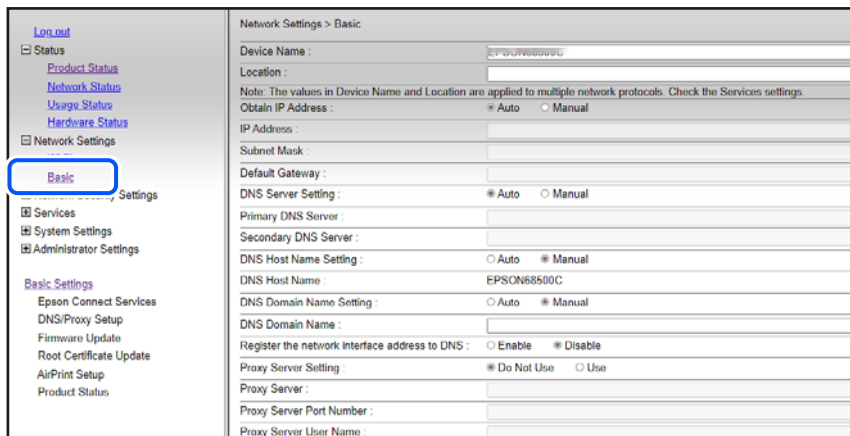 Log out
Status
Product Status
Network Status
Usage Status
Hardware Status
Network Settings
Basic
Settings
Services
System Settings
Administrator Settings
Basic Settings
Epson Connect Services
DNS/Proxy Setup
Firmware Update
Root Certificate Update
AirPrint Setup
Product Status
Network Settings > Basic
Device Name :
Location :
Note: The values in Device Name and Location are applied to multiple network protocols. Check the Services settings.
Obtain IP Address : Auto Manual
IP Address :
Subnet Mask :
Default Gateway :
DNS Server Setting : Auto Manual
Primary DNS Server :
Secondary DNS Server :
DNS Host Name Setting : Auto Manual
DNS Host Name : EPSON68500C
DNS Domain Name Setting : Auto Manual
DNS Domain Name :
Register the network interface address to DNS : Enable Disable
Proxy Server Setting : Do Not Use Use
Proxy Server :
Proxy Server Port Number :
Proxy Server User Name :